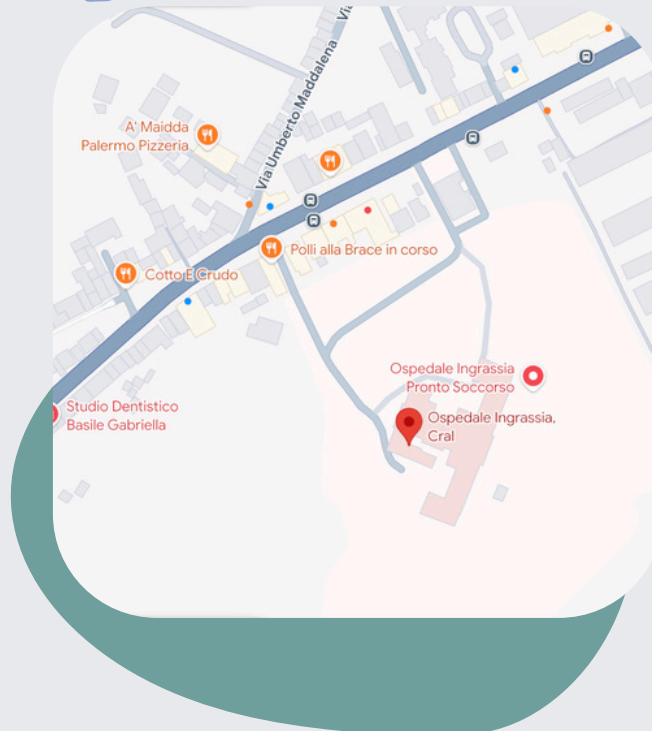 Via Umberto Maddalena
A' Maidda
Palermo Pizzeria
Polli alla Brace in corso
Cotto E Crudo
Ospedale Ingrassia
Pronto Soccorso
Studio Dentistico
Basile Gabriella
Ospedale Ingrassia,
Cral